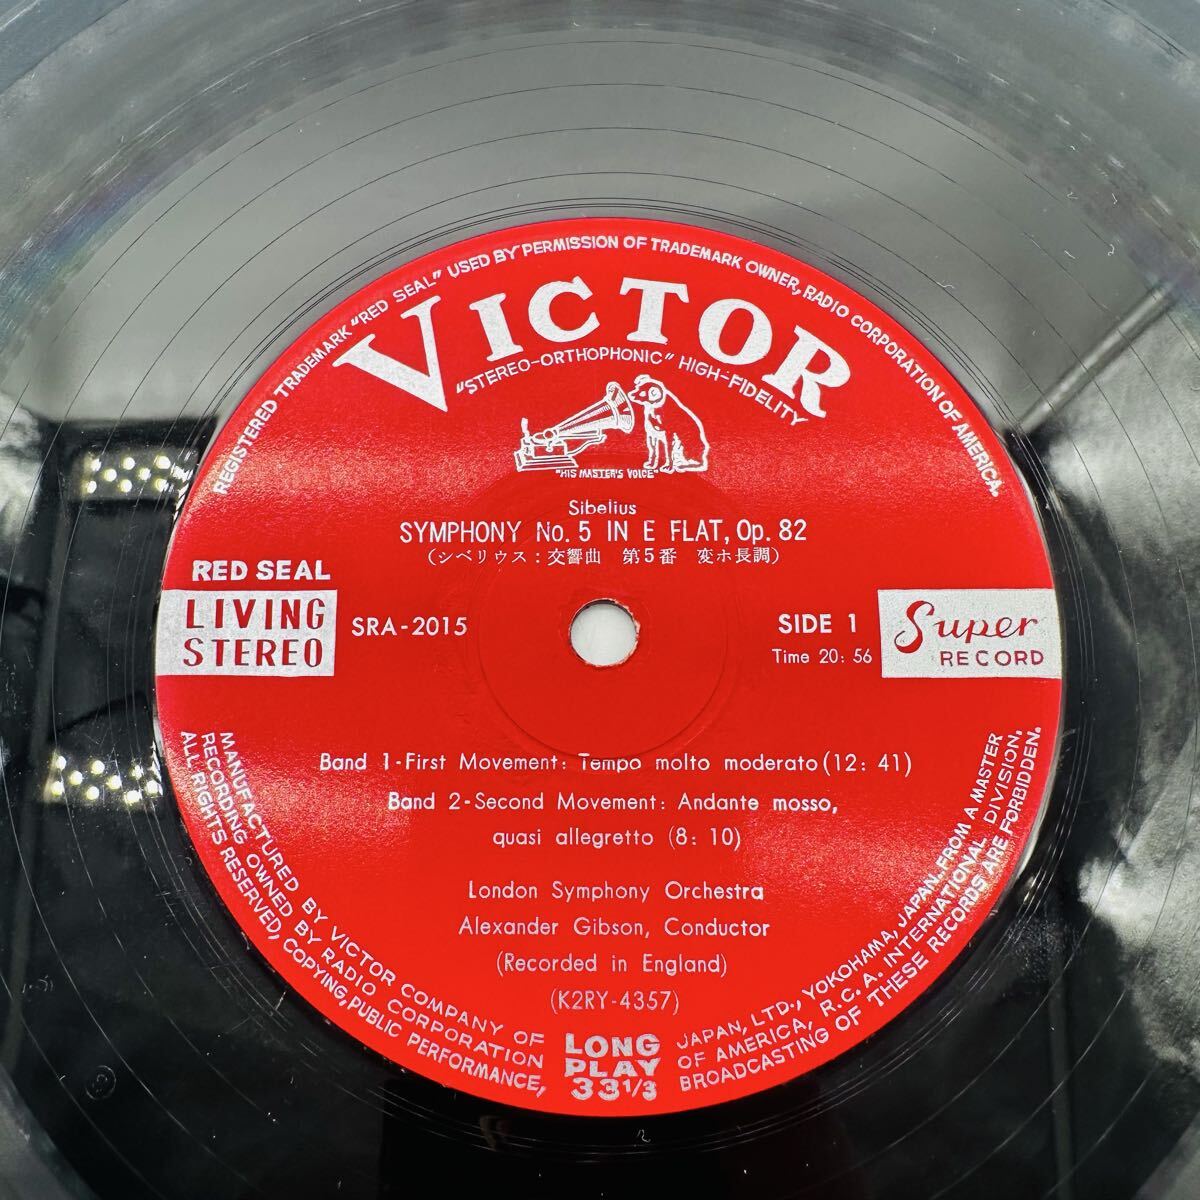 REGISTERED TRADEMARK "RED SEAL" USED BY PERMISSION OF TRADEMARK OWNER, RADIO CORPORATION OF AMERICA.
VICTOR
"STEREO-ORTHOPHONIC" HIGH-FIDELITY
"HIS MASTER'S VOICE"
Sibelius
SYMPHONY No. 5 IN E FLAT, Op. 82
(シベリウス：交響曲 第5番 変ホ長調)
RED SEAL
LIVING
STEREO
SRA-2015
SIDE 1
Time 20: 56
Super
RECORD
Band 1-First Movement: Tempo molto moderato (12: 41)
Band 2-Second Movement: Andante mosso,
quasi allegretto (8: 10)
London Symphony Orchestra
Alexander Gibson, Conductor
(Recorded in England)
(K2RY-4357)
LONG
PLAY
33 1/3
MANUFACTURED BY VICTOR COMPANY OF JAPAN, LTD., YOKOHAMA, JAPAN. FROM A MASTER
RECORDING OWNED BY RADIO CORPORATION OF AMERICA, R.C.A. INTERNATIONAL DIVISION.
ALL RIGHTS RESERVED, COPYING, PUBLIC PERFORMANCE, BROADCASTING OF THESE RECORDS ARE FORBIDDEN.